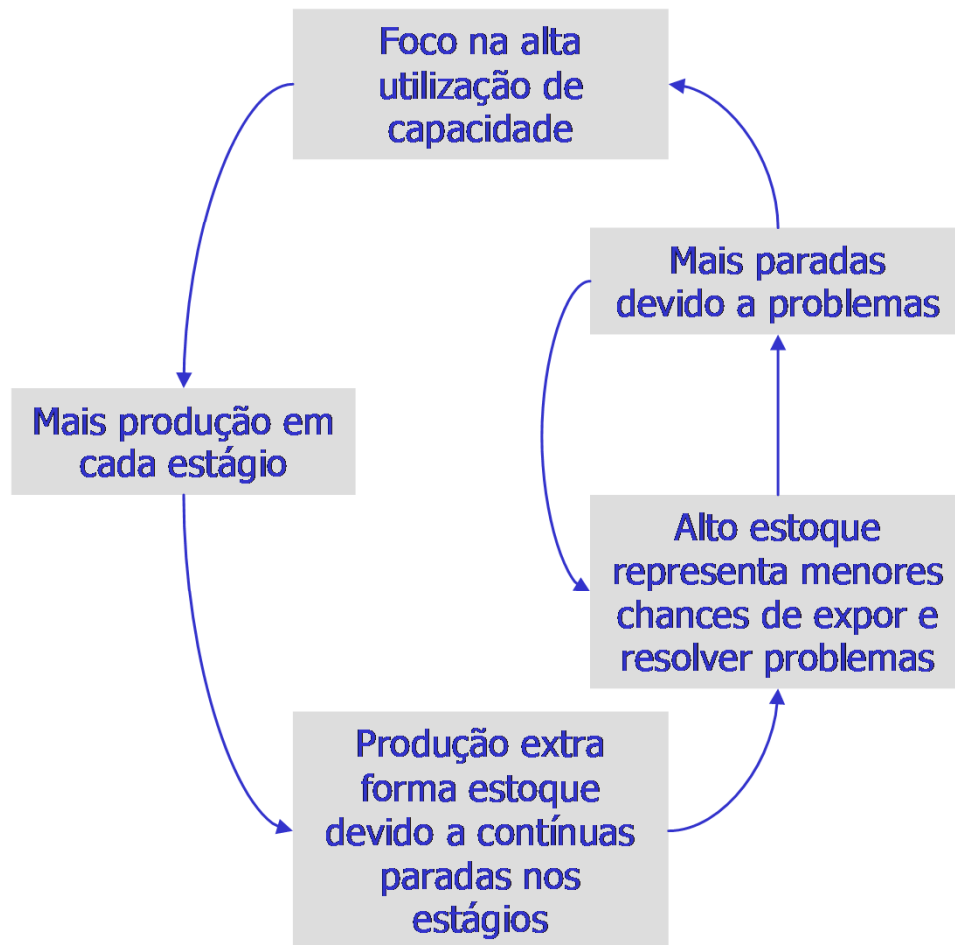 Foco na alta
utilização de
capacidade
Mais paradas
devido a problemas
Mais produção em
cada estágio
Alto estoque
representa menores
chances de expor e
resolver problemas
Produção extra
forma estoque
devido a contínuas
paradas nos
estágios